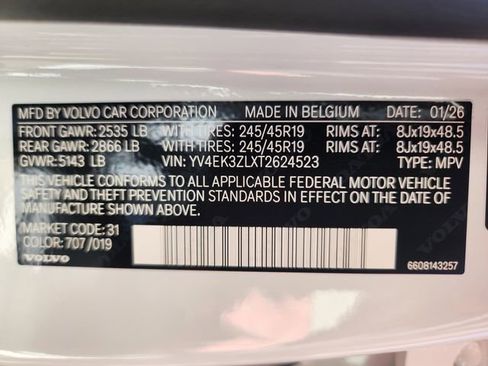 MFD BY VOLVO CAR CORPORATION MADE IN BELGIUM DATE: 01/26
FRONT GAWR: 2535 LB WITH TIRES: 245/45R19 RIMS AT: 8Jx19x48.5
REAR GAWR: 2866 LB WITH TIRES: 245/45R19 RIMS AT: 8Jx19x48.5
GVWR: 5143 LB VIN: YV4EK3ZLXT2624523 TYPE: MPV
THIS VEHICLE CONFORMS TO ALL APPLICABLE FEDERAL MOTOR VEHICLE
SAFETY AND THEFT PREVENTION STANDARDS IN EFFECT ON THE DATE OF
MANUFACTURE SHOWN ABOVE.
MARKET CODE: 31
COLOR: 707/019
VOLVO
6608143257